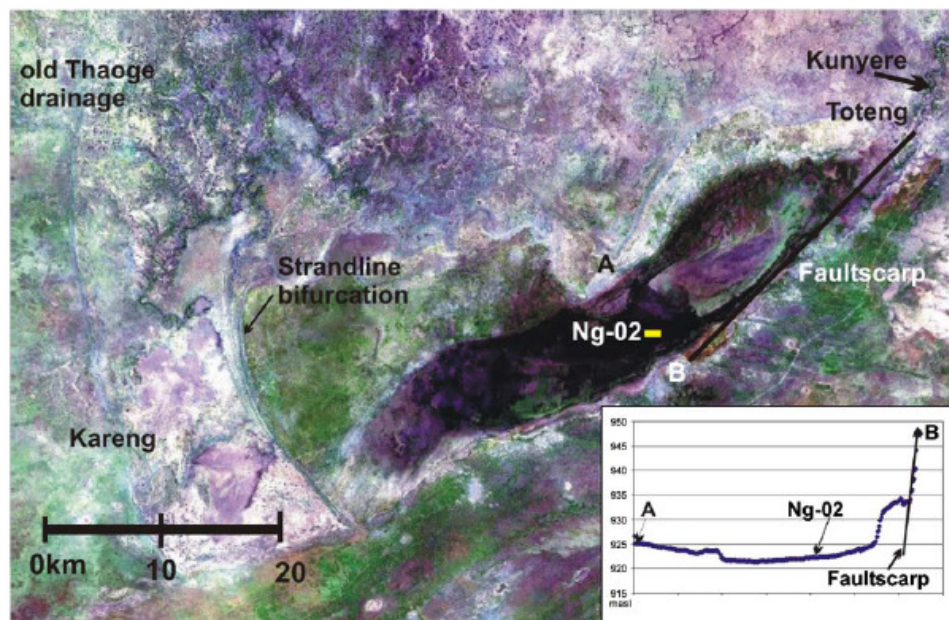 old Thaoge
drainage
Kunyere
Toteng
A
Strandline
bifurcation
Faultscarp
Ng-02
B
Kareng
0km
10
20
950
945
940
935
930
925
920
915
masl
A
Ng-02
B
Faultscarp